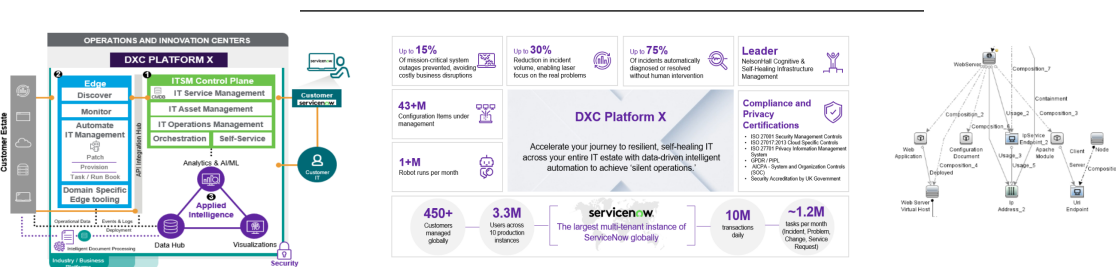 OPERATIONS AND INNOVATION CENTERS
DXC PLATFORM X
Customer Estate
2
Edge
Discover
Monitor
Automate
IT Management
Patch
Provision
Task / Run Book
Domain Specific
Edge tooling
API Integration Hub
1
ITSM Control Plane
CMDB
IT Service Management
IT Asset Management
IT Operations Management
Orchestration
Self-Service
Analytics & AI/ML
3
Applied
Intelligence
Data Hub
Visualizations
Operational Data
Events & Logs
Deployment
Intelligent Document Processing
Industry / Business
Security
servicenow
Customer
servicenow
Customer
IT
Up to 15%
Of mission critical system
outages prevented, avoiding
costly business disruptions
Up to 30%
Reduction in incident
volume, enabling laser
focus on the real problems
Up to 75%
Of incidents automatically
diagnosed or resolved
without human intervention
Leader
NelsonHall Cognitive &
Self-Healing Infrastructure
Management
43+M
Configuration Items under
management
1+M
Robot runs per month
DXC Platform X
Accelerate your journey to resilient, self-healing IT
across your entire IT estate with data-driven intelligent
automation to achieve 'silent operations.'
Compliance and
Privacy
Certifications
• ISO 27001 Security Management Controls
• ISO 27017:2013 Cloud Specific Controls
• ISO 27701 Privacy Information Management
System
• GPDR / PIPL
• AICPA - System and Organization Controls
(SOC)
• Security Accreditation by UK Government
450+
Customers
managed
globally
3.3M
Users across
10 production
instances
servicenow.
The largest multi-tenant instance of
ServiceNow globally
10M
transactions
daily
~1.2M
tasks per month
(Incident, Problem,
Change, Service
Request)
WebServer
Composition_7
Containment
Composition_2
Usage_2
Composition_3
Composition_6
IpService
Endpoint_2
Web
Application
Configuration
Document
Apache
Module
Node
Usage_3
Client
Composition_4
Deployed
Usage_5
Server
Web Server
Virtual Host
Ip
Address_2
Url
Endpoint